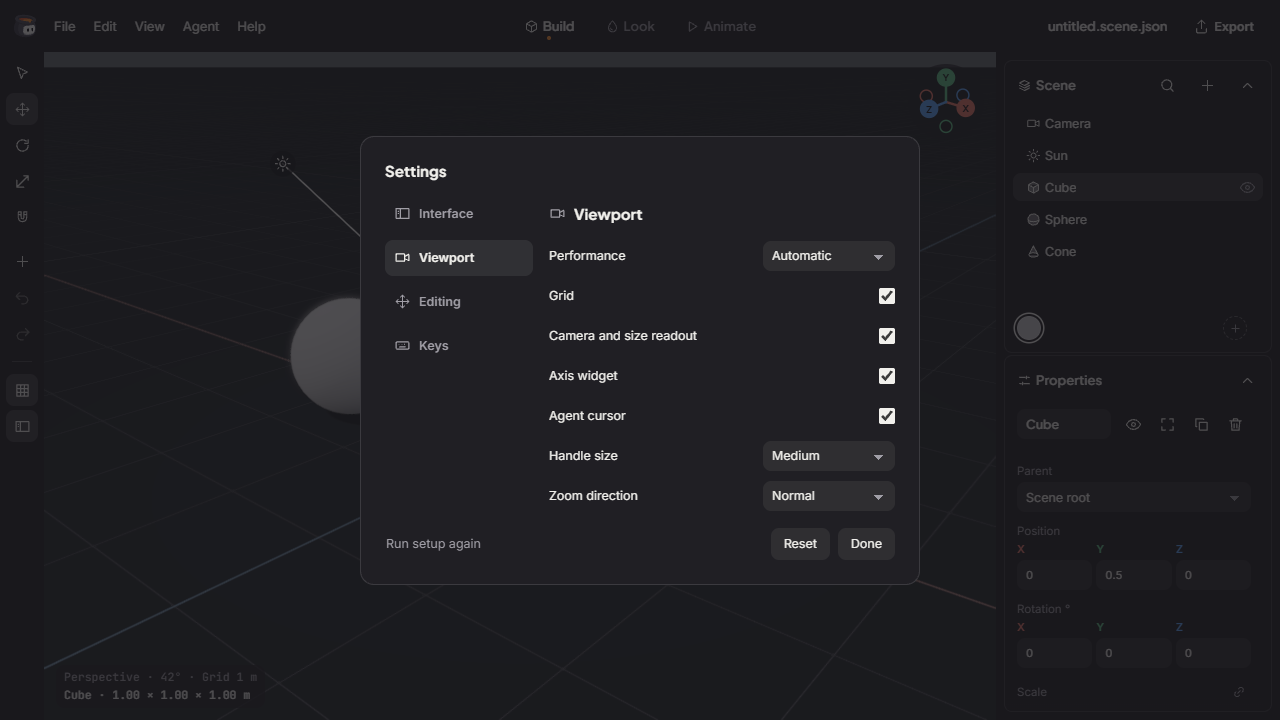 File Edit View Agent Help
Build Look Animate
untitled.scene.json Export
Y
X
Z
Scene
Camera
Sun
Cube
Sphere
Cone
Settings
Interface
Viewport
Editing
Keys
Viewport
Performance Automatic
Grid
Camera and size readout
Axis widget
Agent cursor
Handle size Medium
Zoom direction Normal
Run setup again Reset Done
Properties
Cube
Parent
Scene root
Position
X Y Z
0 0.5 0
Rotation *
X Y Z
0 0 0
Scale
Perspective · 42° · Grid 1 m
Cube · 1.00 × 1.00 × 1.00 m